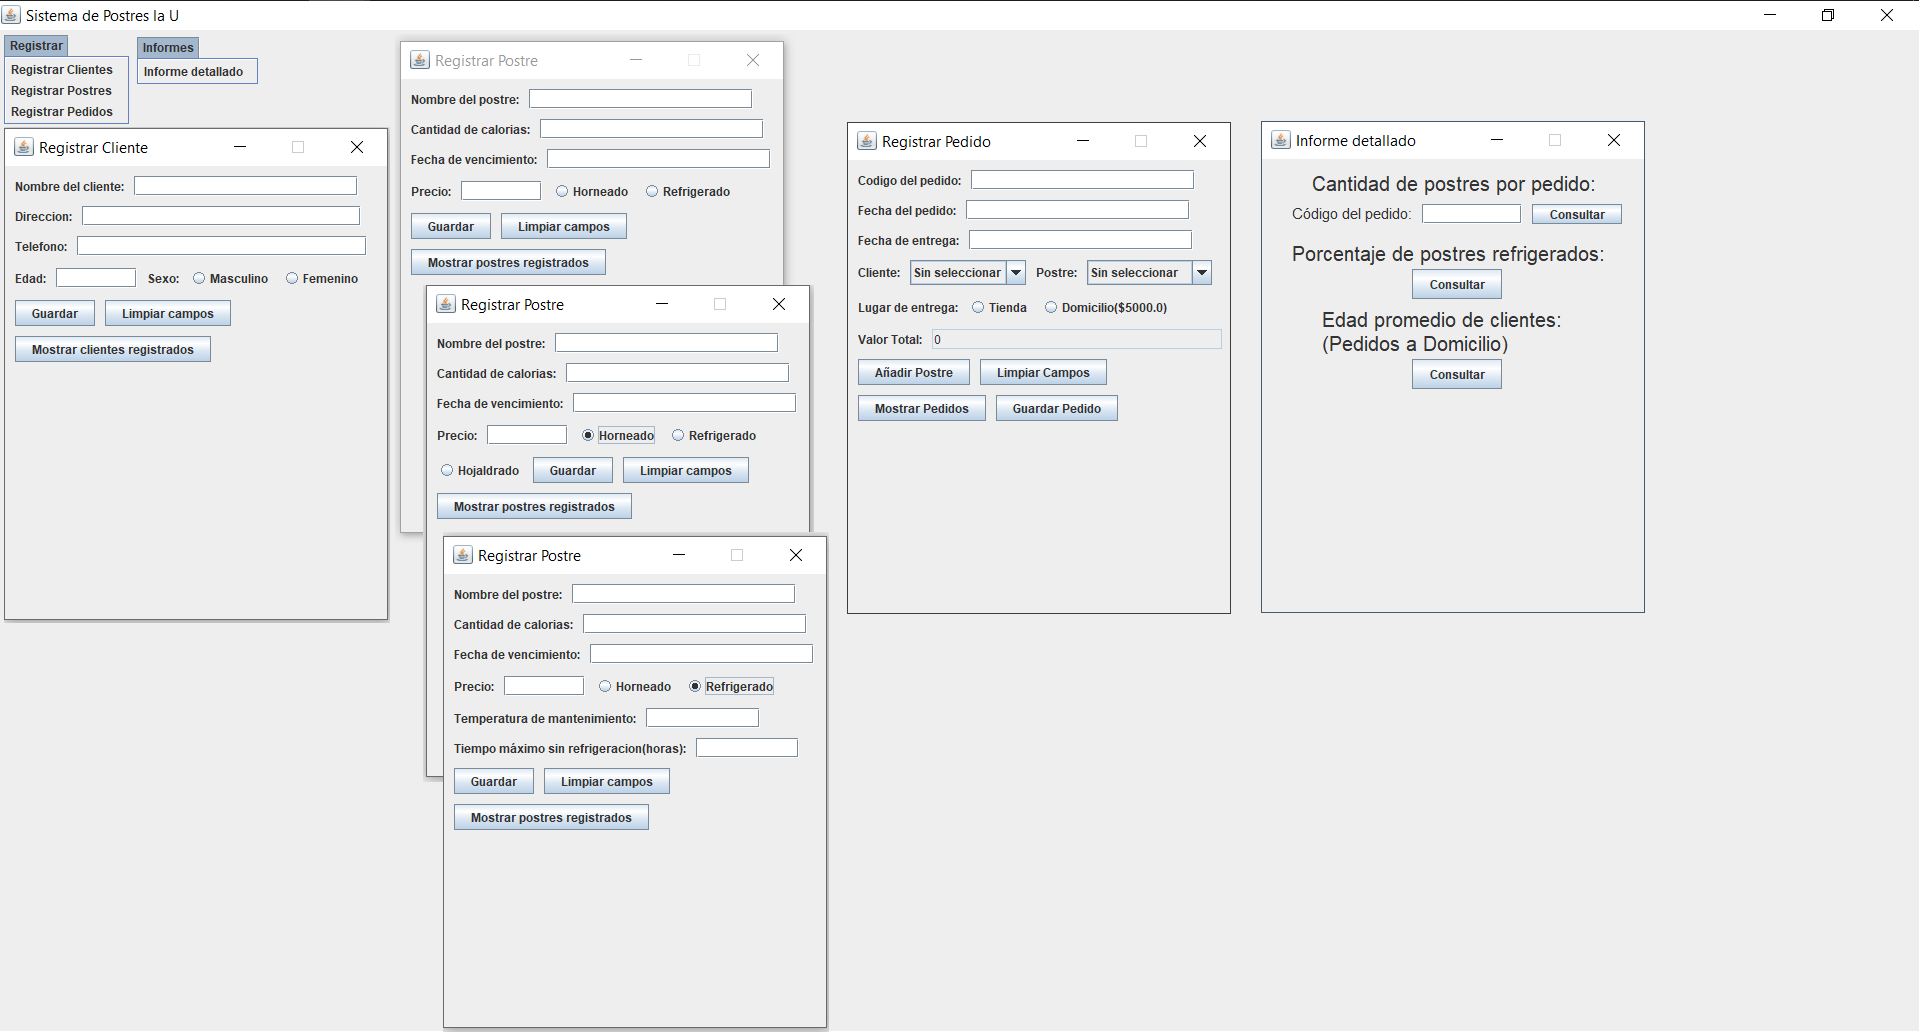 Sistema de Postres la U
Registrar
Registrar Clientes
Registrar Postres
Registrar Pedidos
Informes
Informe detallado
Registrar Cliente
Nombre del cliente:
Direccion:
Telefono:
Edad: Sexo: Masculino Femenino
Guardar Limpiar campos
Mostrar clientes registrados
Registrar Postre
Nombre del postre:
Cantidad de calorias:
Fecha de vencimiento:
Precio: Horneado Refrigerado
Guardar Limpiar campos
Mostrar postres registrados
Registrar Postre
Nombre del postre:
Cantidad de calorias:
Fecha de vencimiento:
Precio: Horneado Refrigerado
Hojaldrado Guardar Limpiar campos
Mostrar postres registrados
Registrar Postre
Nombre del postre:
Cantidad de calorias:
Fecha de vencimiento:
Precio: Horneado Refrigerado
Temperatura de mantenimiento:
Tiempo máximo sin refrigeracion(horas):
Guardar Limpiar campos
Mostrar postres registrados
Registrar Pedido
Codigo del pedido:
Fecha del pedido:
Fecha de entrega:
Cliente: Sin seleccionar Postre: Sin seleccionar
Lugar de entrega: Tienda Domicilio($5000.0)
Valor Total: 0
Añadir Postre Limpiar Campos
Mostrar Pedidos Guardar Pedido
Informe detallado
Cantidad de postres por pedido:
Código del pedido: Consultar
Porcentaje de postres refrigerados:
Consultar
Edad promedio de clientes:
(Pedidos a Domicilio)
Consultar